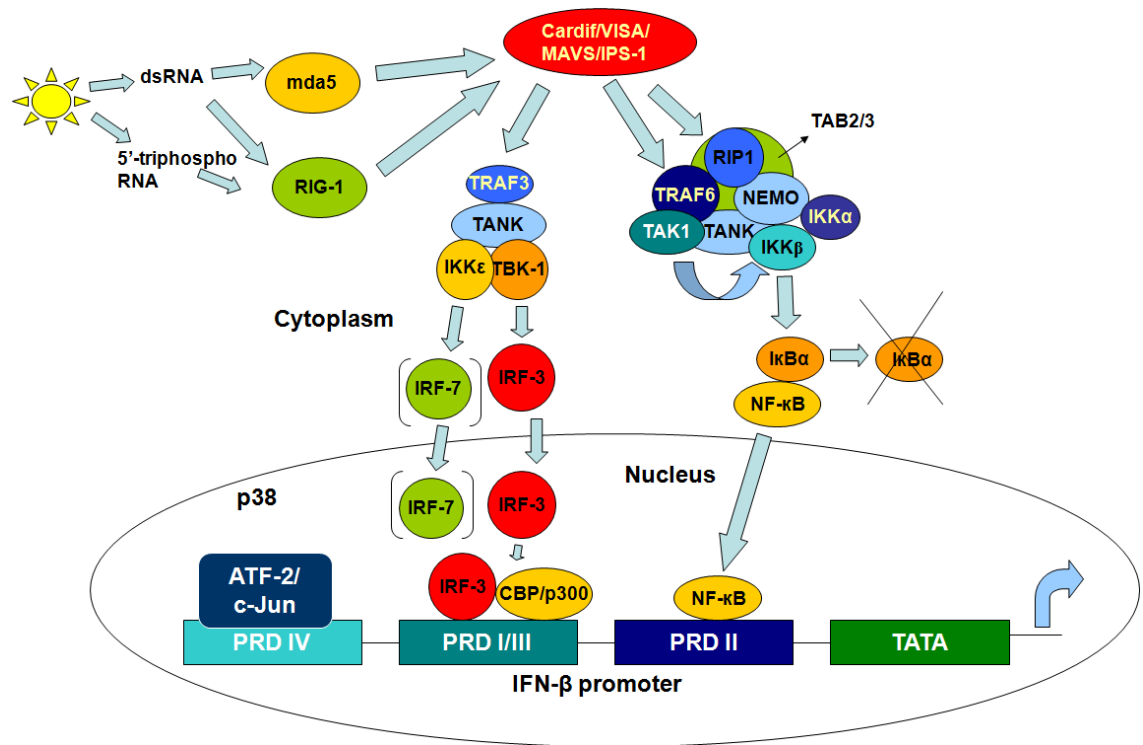 Cardif/VISA/
MAVS/IPS-1
dsRNA
mda5
5’-triphospho
RNA
RIG-1
TAB2/3
RIP1
TRAF3
TRAF6
NEMO
IKKα
TANK
TAK1
TANK
IKKβ
IKKε
TBK-1
Cytoplasm
IκBα
IκBα
IRF-7
IRF-3
NF-κB
Nucleus
p38
IRF-7
IRF-3
ATF-2/
c-Jun
IRF-3
CBP/p300
NF-κB
PRD IV
PRD I/III
PRD II
TATA
IFN-β promoter